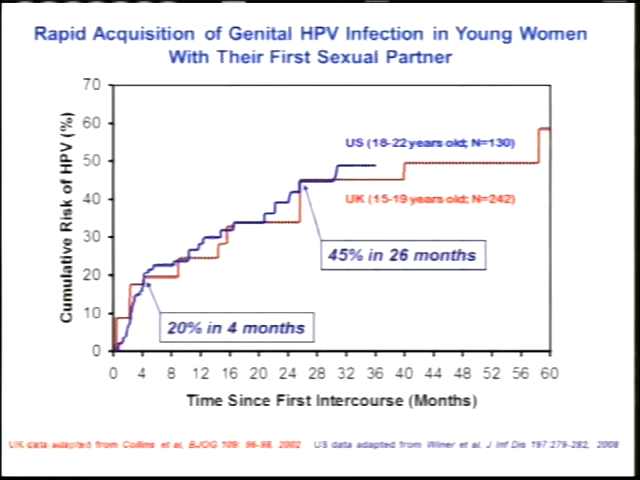 Rapid Acquisition of Genital HPV Infection in Young Women
With Their First Sexual Partner
Cumulative Risk of HPV (%)
70
60
50
40
30
20
10
0
US (18-22 years old; N=130)
UK (15-19 years old; N=242)
45% in 26 months
20% in 4 months
0 4 8 12 16 20 24 28 32 36 40 44 48 52 56 60
Time Since First Intercourse (Months)
UK data adapted from Collins et al, BJOG 109: 96-98, 2002 US data adapted from Winer et al, J Inf Dis 197:279-282, 2008